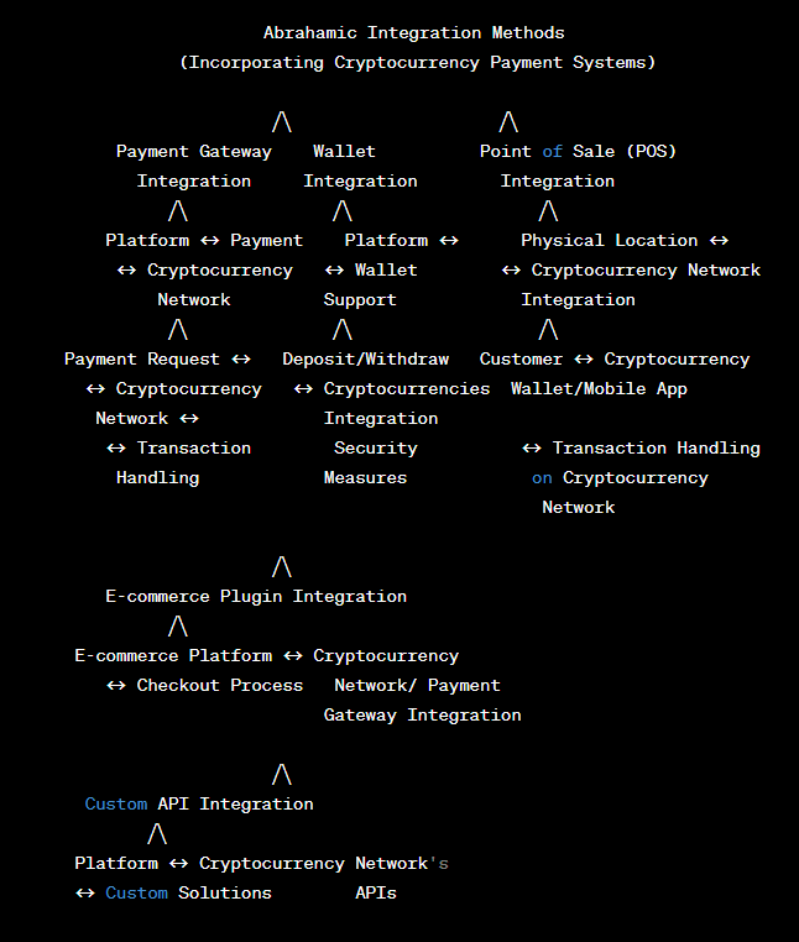 Abrahamic Integration Methods
(Incorporating Cryptocurrency Payment Systems)
/\ /\
Payment Gateway Wallet Point of Sale (POS)
Integration Integration Integration
/\ /\ /\
Platform ↔ Payment Platform ↔ Physical Location ↔
↔ Cryptocurrency ↔ Wallet ↔ Cryptocurrency Network
Network Support Integration
/\ /\ /\
Payment Request ↔ Deposit/Withdraw Customer ↔ Cryptocurrency
↔ Cryptocurrency ↔ Cryptocurrencies Wallet/Mobile App
Network ↔ Integration
↔ Transaction Security ↔ Transaction Handling
Handling Measures on Cryptocurrency
Network
/\
E-commerce Plugin Integration
/\
E-commerce Platform ↔ Cryptocurrency
↔ Checkout Process Network/ Payment
Gateway Integration
/\
Custom API Integration
/\
Platform ↔ Cryptocurrency Network's
↔ Custom Solutions APIs